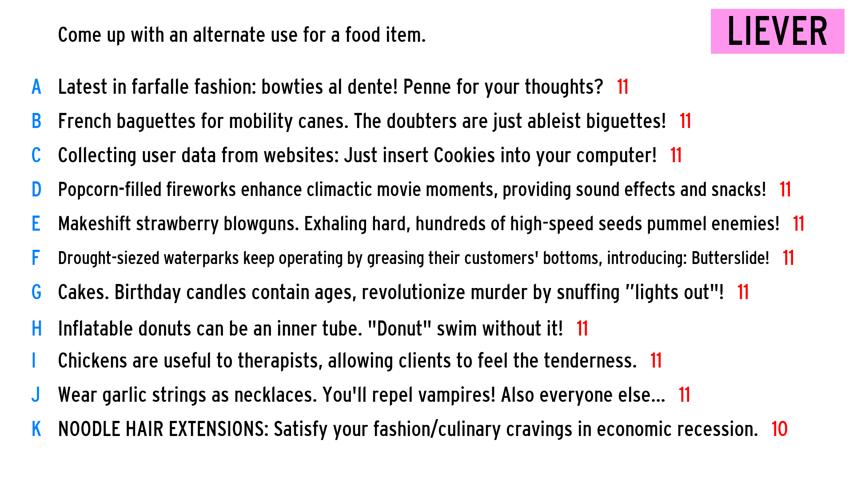 Come up with an alternate use for a food item.
LIEVER
A Latest in farfalle fashion: bowties al dente! Penne for your thoughts? 11
B French baguettes for mobility canes. The doubters are just ableist biguettes! 11
C Collecting user data from websites: Just insert Cookies into your computer! 11
D Popcorn-filled fireworks enhance climactic movie moments, providing sound effects and snacks! 11
E Makeshift strawberry blowguns. Exhaling hard, hundreds of high-speed seeds pummel enemies! 11
F Drought-siezed waterparks keep operating by greasing their customers' bottoms, introducing: Butterslide! 11
G Cakes. Birthday candles contain ages, revolutionize murder by snuffing "lights out"! 11
H Inflatable donuts can be an inner tube. "Donut" swim without it! 11
I Chickens are useful to therapists, allowing clients to feel the tenderness. 11
J Wear garlic strings as necklaces. You'll repel vampires! Also everyone else... 11
K NOODLE HAIR EXTENSIONS: Satisfy your fashion/culinary cravings in economic recession. 10